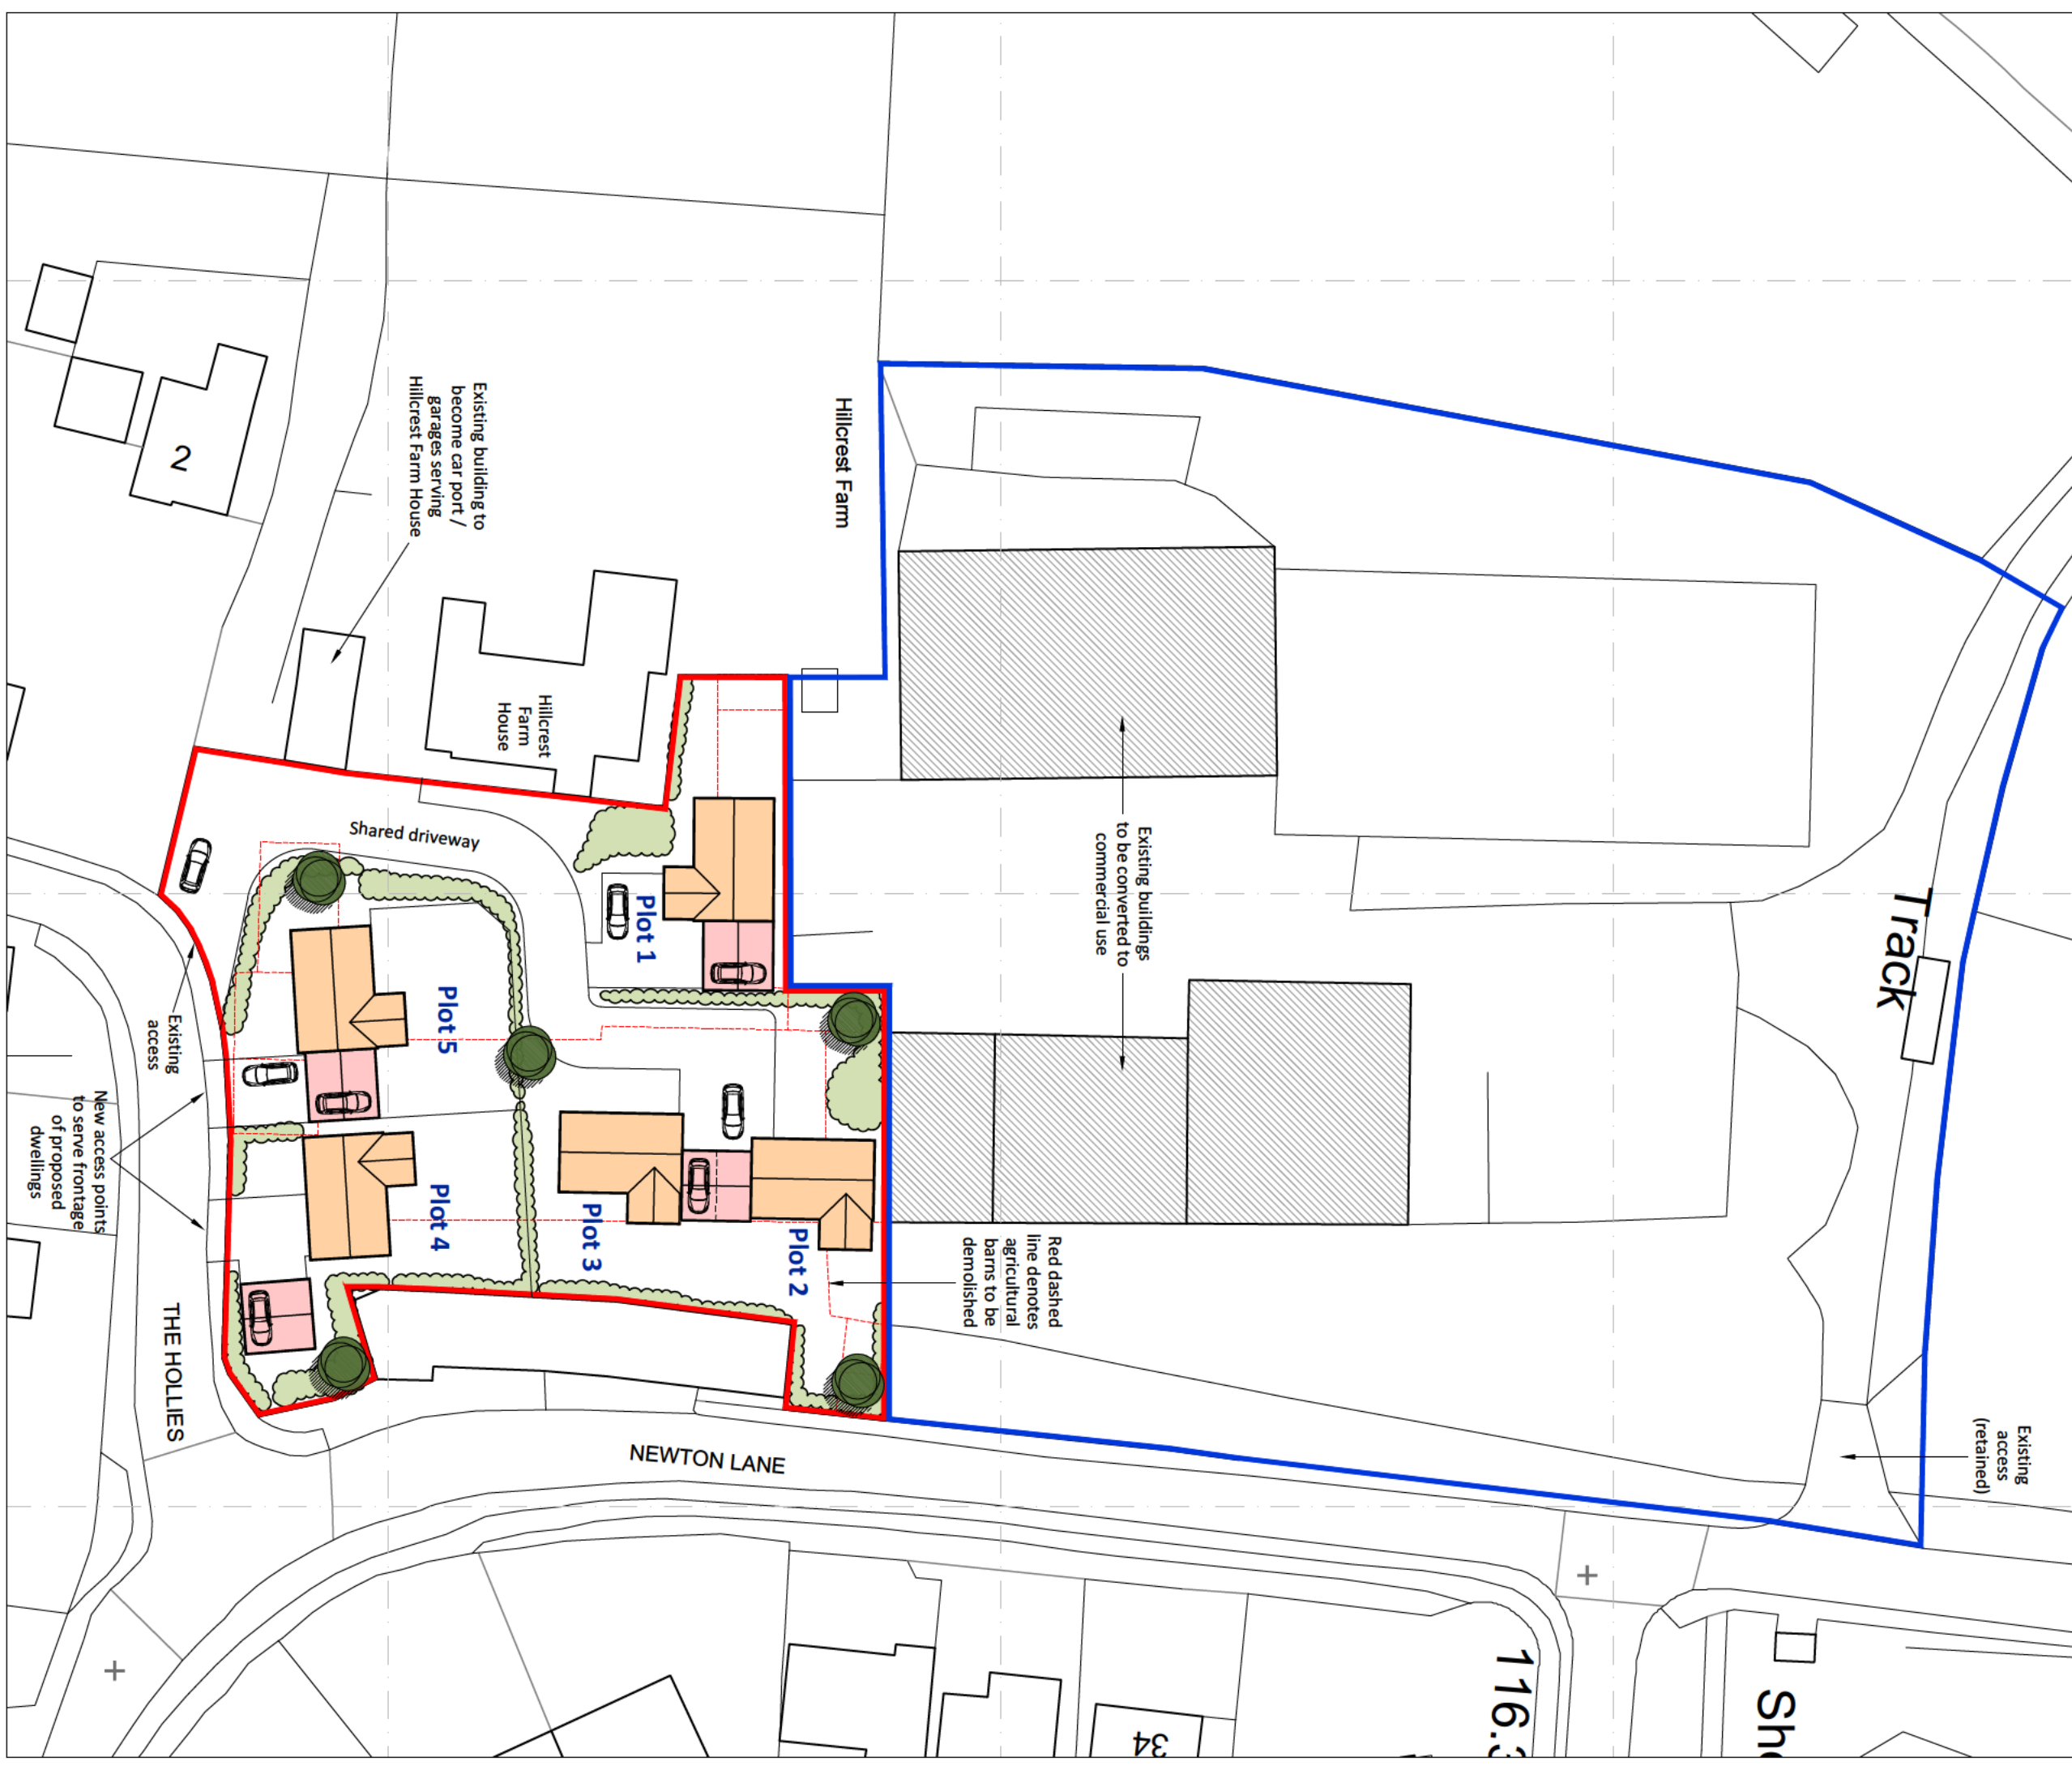 Hillcrest Farm
Existing building to
become car port /
garages serving
Hillcrest Farm House
2
Hillcrest
Farm
House
Shared driveway
Plot 1
Plot 5
Plot 4
Plot 3
Plot 2
Existing buildings
to be converted to
commercial use
Track
Existing
access
New access points
to serve frontage
of proposed
dwellings
Red dashed
line denotes
agricultural
barns to be
demolished
THE HOLLIES
NEWTON LANE
Existing
access
(retained)
34
116.3
Sho